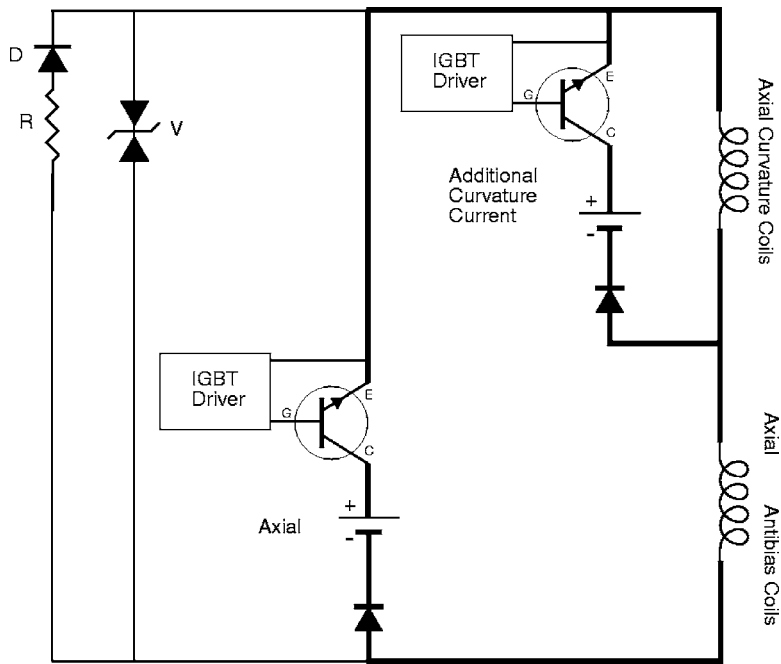 D
R
V
IGBT
Driver
G
E
C
Additional
Curvature
Current
+
-
Axial Curvature Coils
IGBT
Driver
G
E
C
Axial
+
-
Axial Antibias Coils